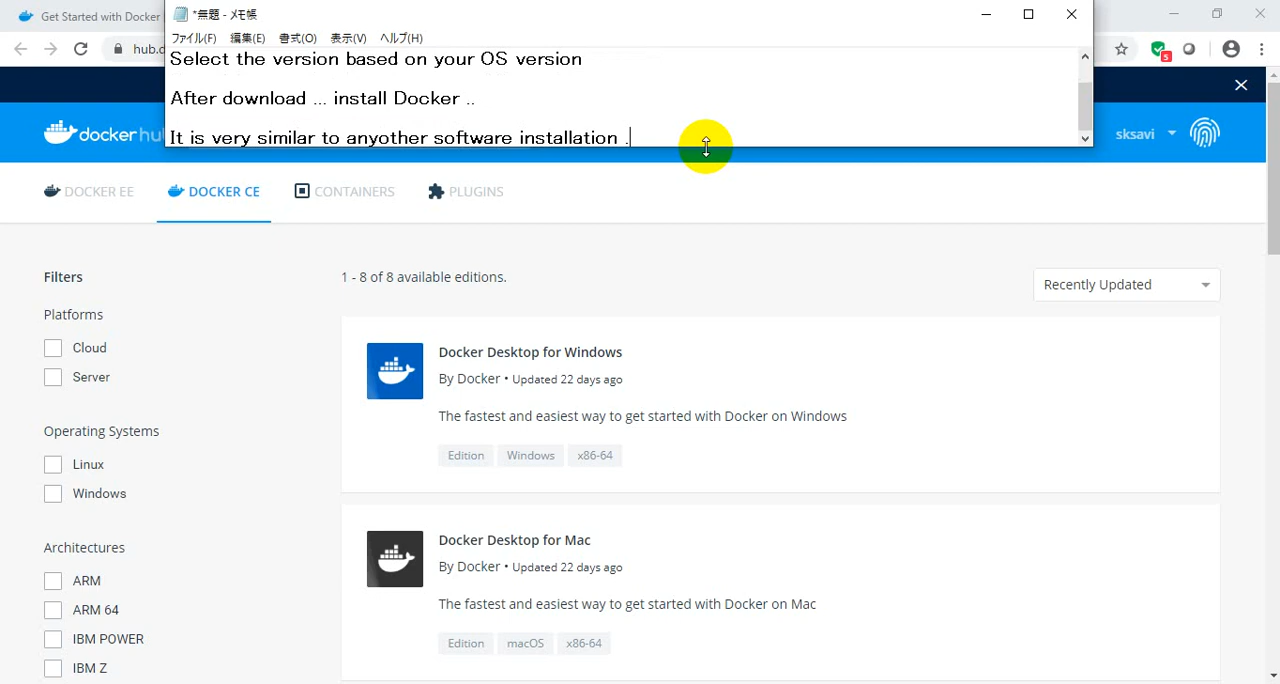 Get Started with Docker
*無題 - メモ帳
ファイル(F) 編集(E) 書式(O) 表示(V) ヘルプ(H)
hub.d
5
Select the version based on your OS version
After download ... install Docker ..
It is very similar to anyother software installation .
docker hu
sksavi
DOCKER EE DOCKER CE CONTAINERS PLUGINS
Filters
1 - 8 of 8 available editions.
Recently Updated
Platforms
Cloud
Server
Operating Systems
Linux
Windows
Architectures
ARM
ARM 64
IBM POWER
IBM Z
Docker Desktop for Windows
By Docker • Updated 22 days ago
The fastest and easiest way to get started with Docker on Windows
Edition Windows x86-64
Docker Desktop for Mac
By Docker • Updated 22 days ago
The fastest and easiest way to get started with Docker on Mac
Edition macOS x86-64